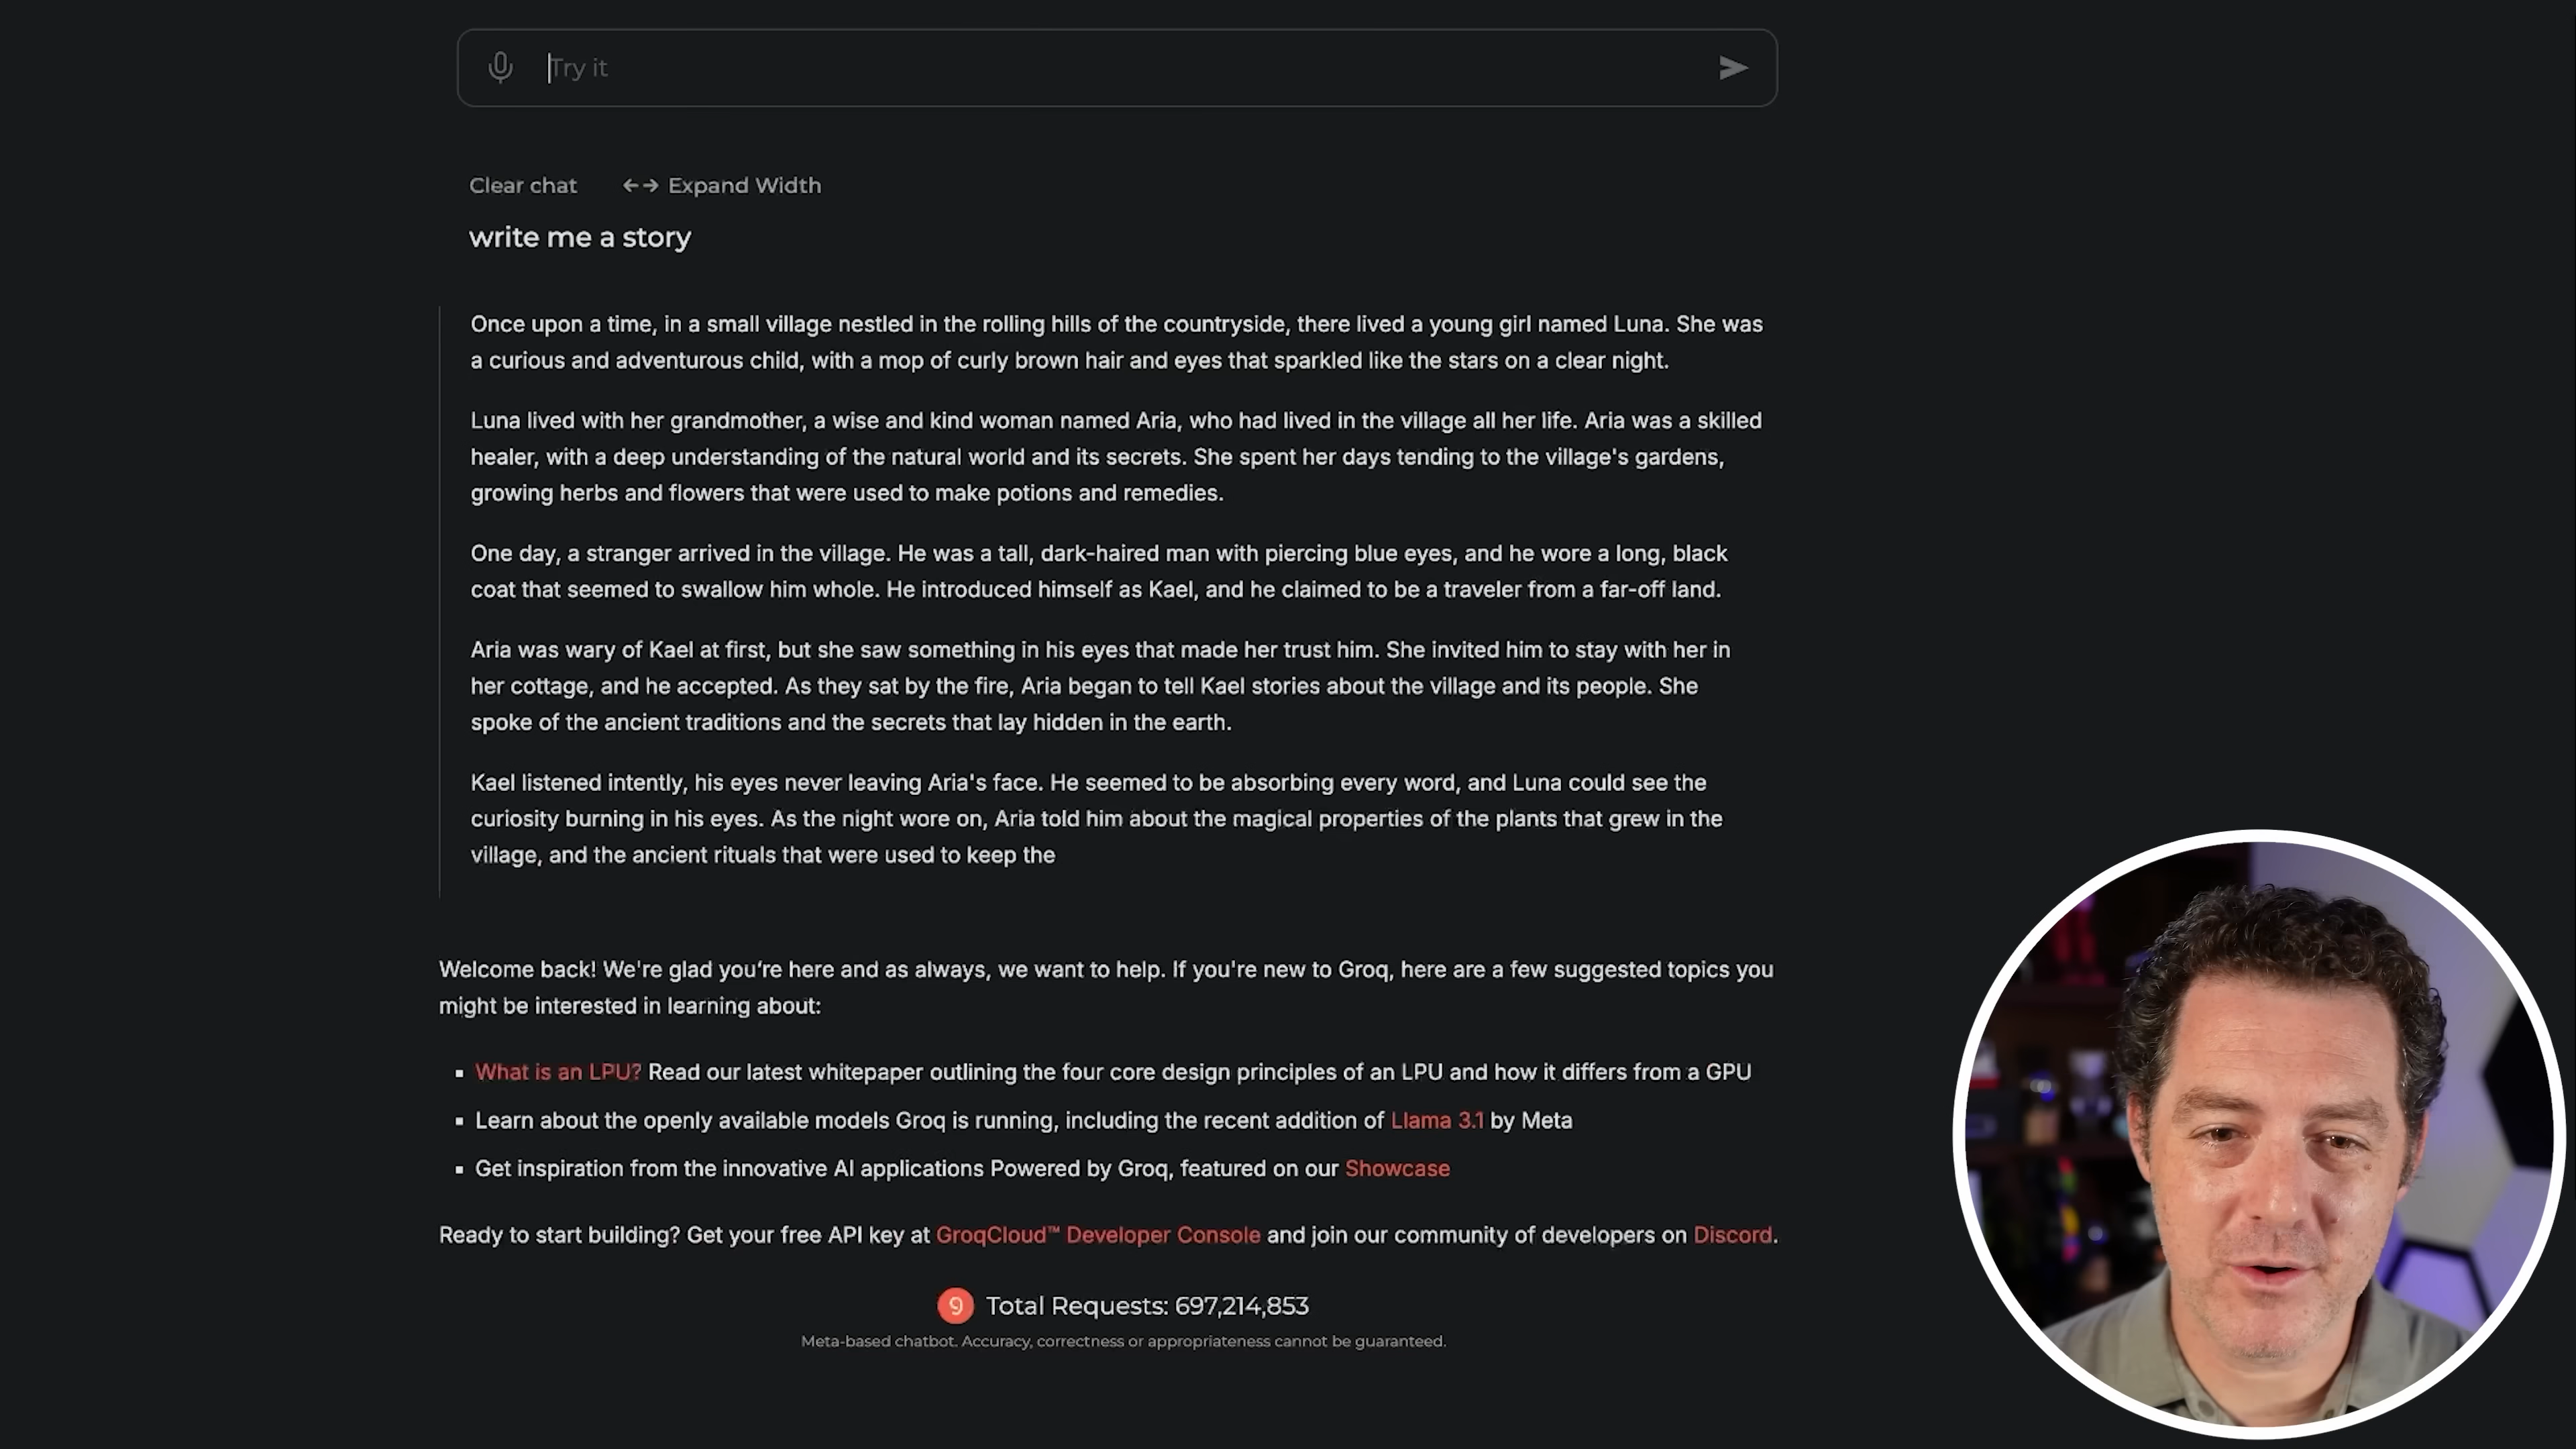 Try it
Clear chat
Expand Width
write me a story
Once upon a time, in a small village nestled in the rolling hills of the countryside, there lived a young girl named Luna. She was
a curious and adventurous child, with a mop of curly brown hair and eyes that sparkled like the stars on a clear night.
Luna lived with her grandmother, a wise and kind woman named Aria, who had lived in the village all her life. Aria was a skilled
healer, with a deep understanding of the natural world and its secrets. She spent her days tending to the village's gardens,
growing herbs and flowers that were used to make potions and remedies.
One day, a stranger arrived in the village. He was a tall, dark-haired man with piercing blue eyes, and he wore a long, black
coat that seemed to swallow him whole. He introduced himself as Kael, and he claimed to be a traveler from a far-off land.
Aria was wary of Kael at first, but she saw something in his eyes that made her trust him. She invited him to stay with her in
her cottage, and he accepted. As they sat by the fire, Aria began to tell Kael stories about the village and its people. She
spoke of the ancient traditions and the secrets that lay hidden in the earth.
Kael listened intently, his eyes never leaving Aria's face. He seemed to be absorbing every word, and Luna could see the
curiosity burning in his eyes. As the night wore on, Aria told him about the magical properties of the plants that grew in the
village, and the ancient rituals that were used to keep the
Welcome back! We're glad you're here and as always, we want to help. If you're new to Groq, here are a few suggested topics you
might be interested in learning about:
▪ What is an LPU? Read our latest whitepaper outlining the four core design principles of an LPU and how it differs from a GPU
▪ Learn about the openly available models Groq is running, including the recent addition of Llama 3.1 by Meta
▪ Get inspiration from the innovative AI applications Powered by Groq, featured on our Showcase
Ready to start building? Get your free API key at GroqCloud™ Developer Console and join our community of developers on Discord.
Total Requests: 697,214,853
Meta-based chatbot. Accuracy, correctness or appropriateness cannot be guaranteed.